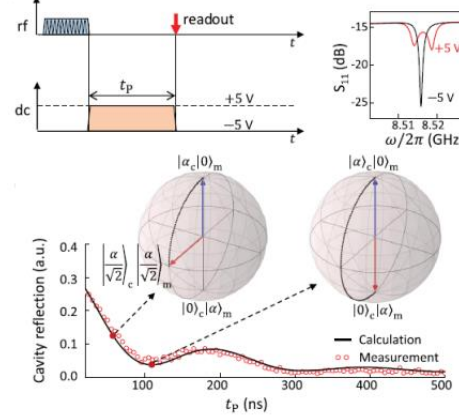 rf
readout
t
t_P
dc
+5 V
−5 V
t
S₁₁ (dB)
−15
−20
−25
+5 V
−5 V
8.51 8.52
ω/2π (GHz)
|α_c|0⟩_m
|α⟩_c|0⟩_m
|α/√2⟩_c|α/√2⟩_m
|0⟩_c|α⟩_m
|0⟩_c|α⟩_m
Cavity reflection (a.u.)
0.4
0.3
0.2
0.1
0.0
Calculation
Measurement
100 200 300 400 500
t_P (ns)